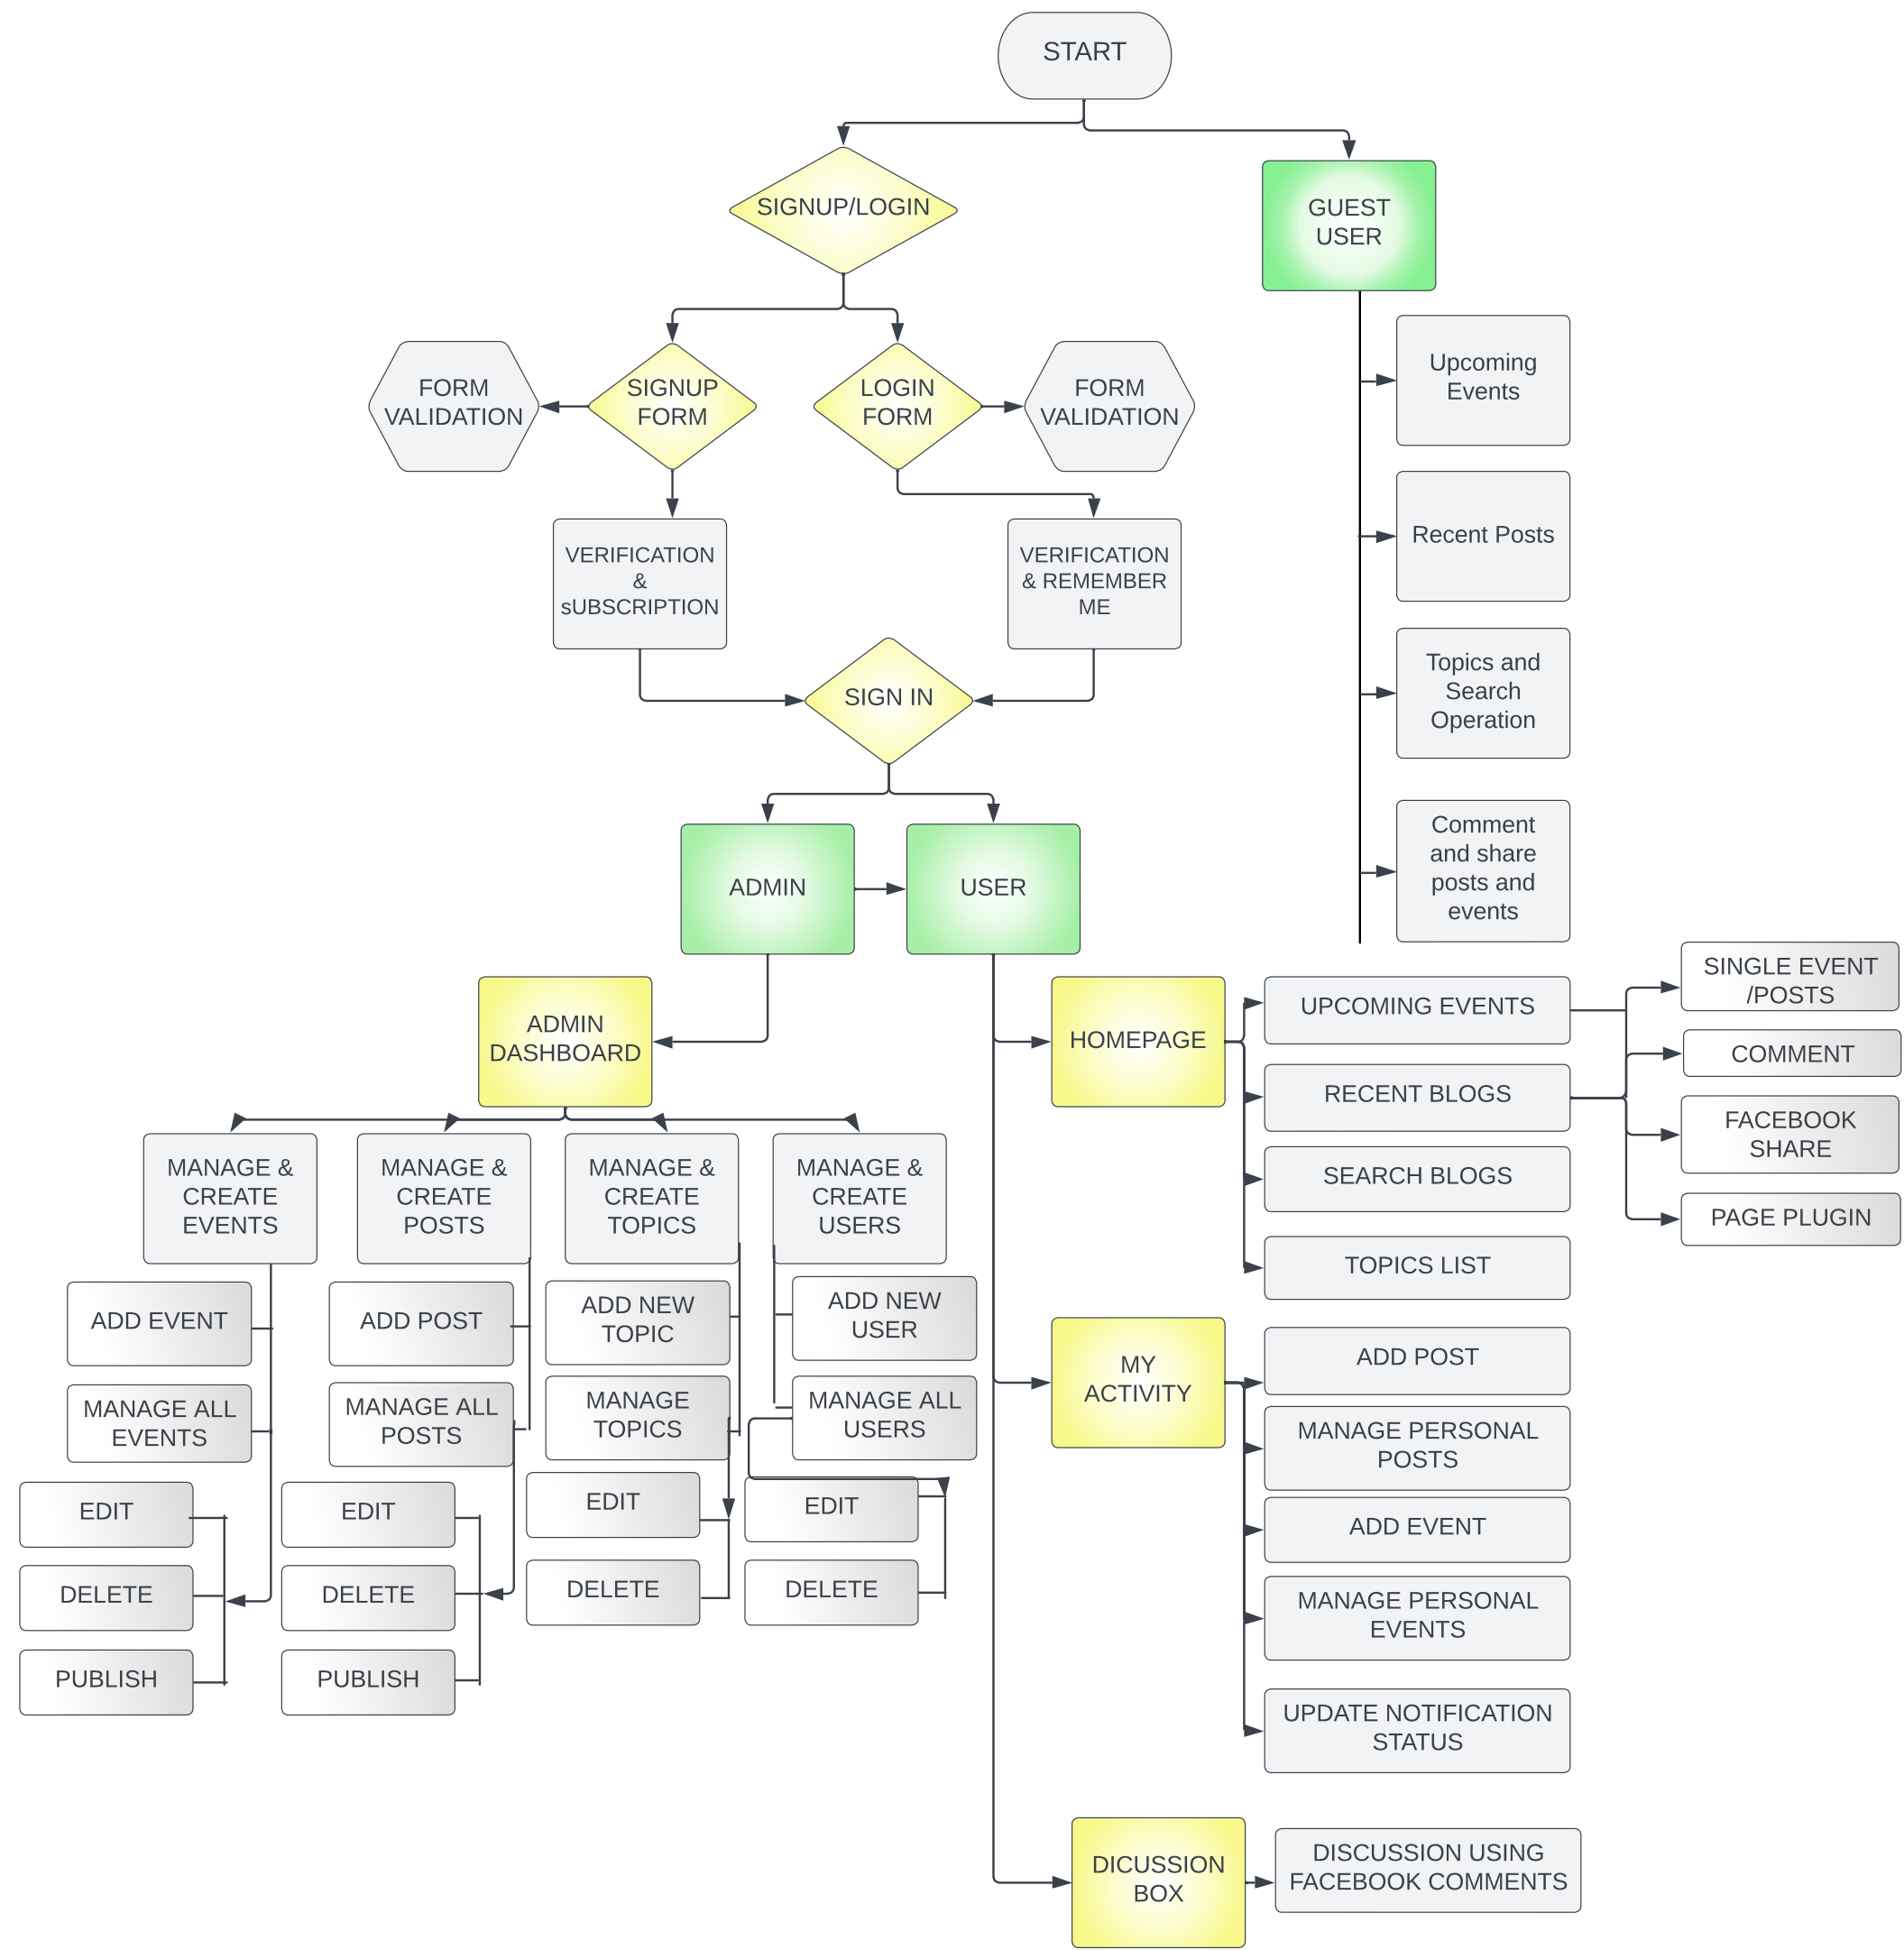 START
SIGNUP/LOGIN
GUEST
USER
FORM
VALIDATION
SIGNUP
FORM
LOGIN
FORM
FORM
VALIDATION
Upcoming
Events
Recent Posts
VERIFICATION
&
sUBSCRIPTION
VERIFICATION
& REMEMBER
ME
SIGN IN
Topics and
Search
Operation
ADMIN
USER
Comment
and share
posts and
events
ADMIN
DASHBOARD
HOMEPAGE
UPCOMING EVENTS
RECENT BLOGS
SEARCH BLOGS
TOPICS LIST
SINGLE EVENT
/POSTS
COMMENT
FACEBOOK
SHARE
PAGE PLUGIN
MANAGE &
CREATE
EVENTS
MANAGE &
CREATE
POSTS
MANAGE &
CREATE
TOPICS
MANAGE &
CREATE
USERS
ADD EVENT
ADD POST
ADD NEW
TOPIC
ADD NEW
USER
MANAGE ALL
EVENTS
MANAGE ALL
POSTS
MANAGE
TOPICS
MANAGE ALL
USERS
EDIT
EDIT
EDIT
EDIT
DELETE
DELETE
DELETE
DELETE
PUBLISH
PUBLISH
MY
ACTIVITY
ADD POST
MANAGE PERSONAL
POSTS
ADD EVENT
MANAGE PERSONAL
EVENTS
UPDATE NOTIFICATION
STATUS
DICUSSION
BOX
DISCUSSION USING
FACEBOOK COMMENTS